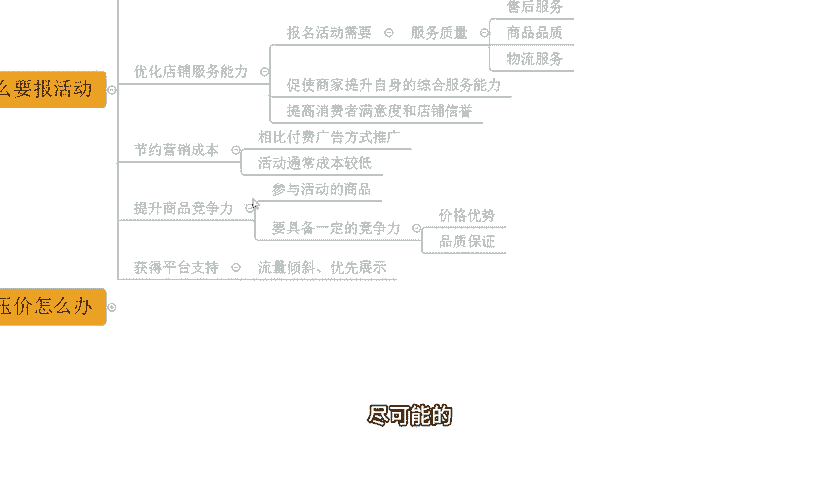 售后服务
报名活动需要
服务质量
商品品质
物流服务
优化店铺服务能力
促使商家提升自身的综合服务能力
么要报活动
提高消费者满意度和店铺信誉
相比付费广告方式推广
节约营销成本
活动通常成本较低
参与活动的商品
提升商品竞争力
价格优势
要具备一定的竞争力
品质保证
获得平台支持
流量倾斜、优先展示
压价怎么办
尽可能的